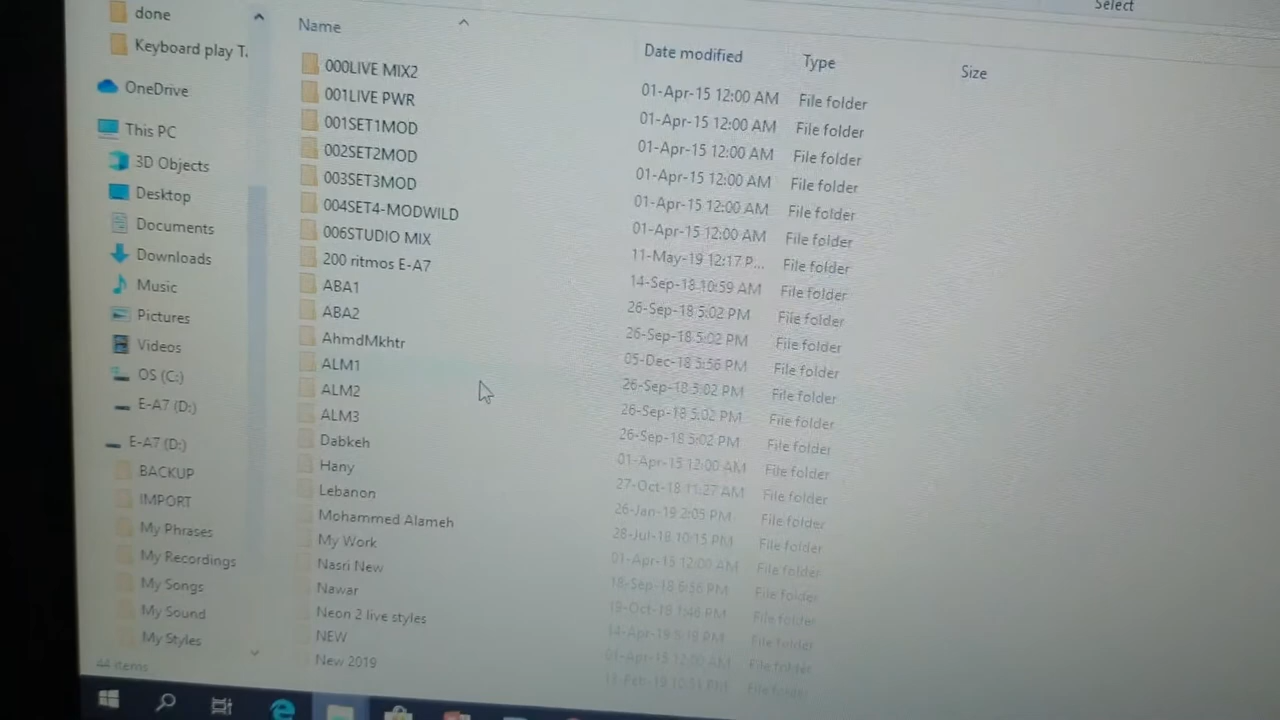 done
Keyboard play T.
OneDrive
This PC
3D Objects
Desktop
Documents
Downloads
Music
Pictures
Videos
OS (C:)
E-A7 (D:)
E-A7 (D:)
BACKUP
IMPORT
My Phrases
My Recordings
My Songs
My Sound
My Styles
44 items
Select
Name Date modified Type Size
000LIVE MIX2 01-Apr-15 12:00 AM File folder
001LIVE PWR 01-Apr-15 12:00 AM File folder
001SET1MOD 01-Apr-15 12:00 AM File folder
002SET2MOD 01-Apr-15 12:00 AM File folder
003SET3MOD 01-Apr-15 12:00 AM File folder
004SET4-MODWILD 01-Apr-15 12:00 AM File folder
006STUDIO MIX 11-May-19 12:17 P... File folder
200 ritmos E-A7 14-Sep-18 10:59 AM File folder
ABA1 26-Sep-18 5:02 PM File folder
ABA2 26-Sep-18 5:02 PM File folder
AhmdMkhtr 05-Dec-18 5:56 PM File folder
ALM1 26-Sep-18 5:02 PM File folder
ALM2 26-Sep-18 5:02 PM File folder
ALM3 26-Sep-18 5:02 PM File folder
Dabkeh 01-Apr-15 12:00 AM File folder
Hany 27-Oct-18 11:27 AM File folder
Lebanon 26-Jan-19 2:05 PM File folder
Mohammed Alameh 28-Jul-18 10:15 PM File folder
My Work 01-Apr-15 12:00 AM File folder
Nasri New 18-Sep-18 6:56 PM File folder
Nawar 19-Oct-18 1:46 PM File folder
Neon 2 live styles 14-Apr-19 5:19 PM File folder
NEW 01-Apr-15 12:00 AM File folder
New 2019 11-Feb-19 10:51 PM File folder